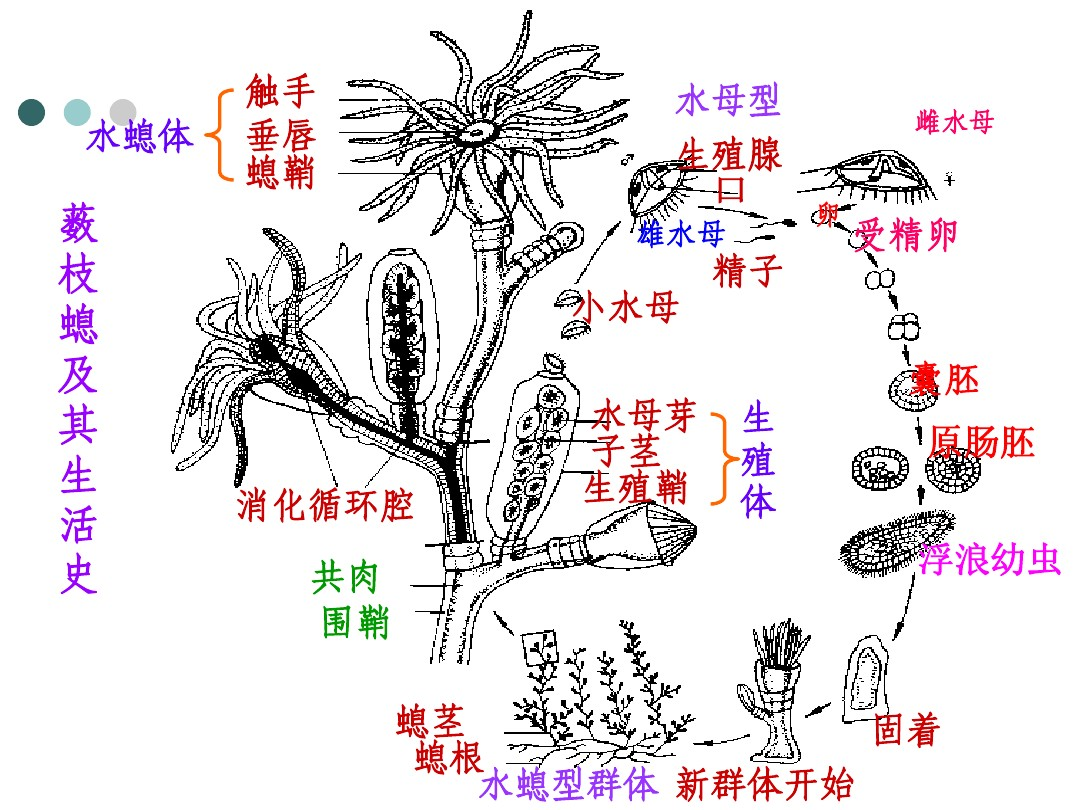 薮枝螅及其生活史
水螅体
触手
垂唇
螅鞘
水母型
生殖腺
口
雌水母
♂
♀
雄水母
卵
受精卵
精子
小水母
囊胚
原肠胚
水母芽
子茎
生殖鞘
生殖体
消化循环腔
共肉
围鞘
浮浪幼虫
固着
螅茎
螅根
水螅型群体
新群体开始